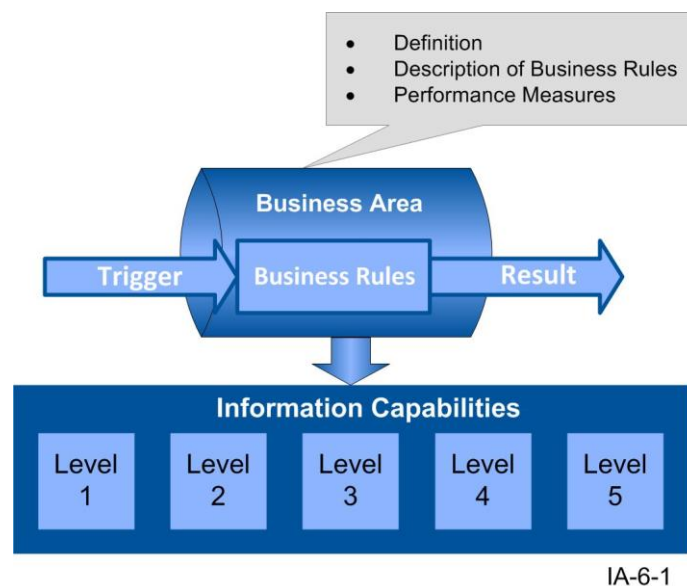 • Definition
• Description of Business Rules
• Performance Measures
Business Area
Trigger
Business Rules
Result
Information Capabilities
Level
1
Level
2
Level
3
Level
4
Level
5
IA-6-1